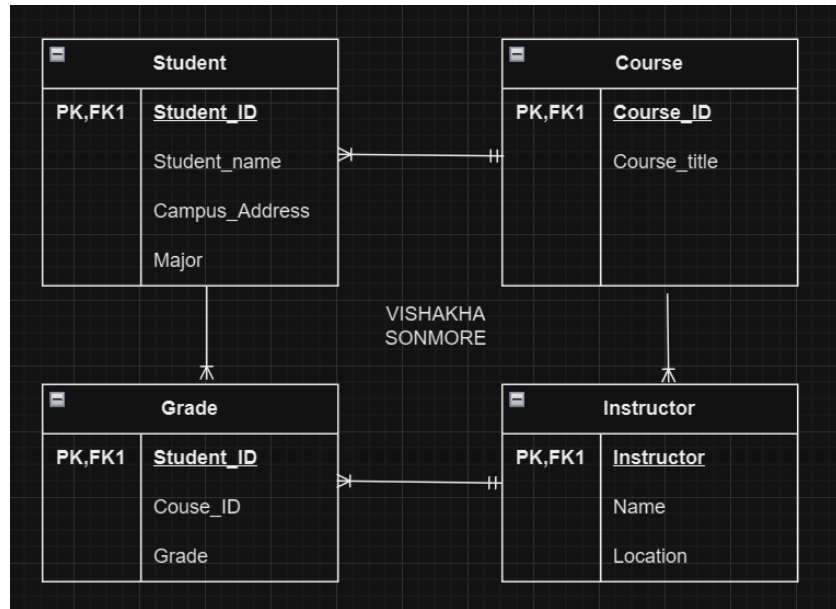 Student
PK,FK1 Student_ID
Student_name
Campus_Address
Major
Course
PK,FK1 Course_ID
Course_title
VISHAKHA
SONMORE
Grade
PK,FK1 Student_ID
Couse_ID
Grade
Instructor
PK,FK1 Instructor
Name
Location